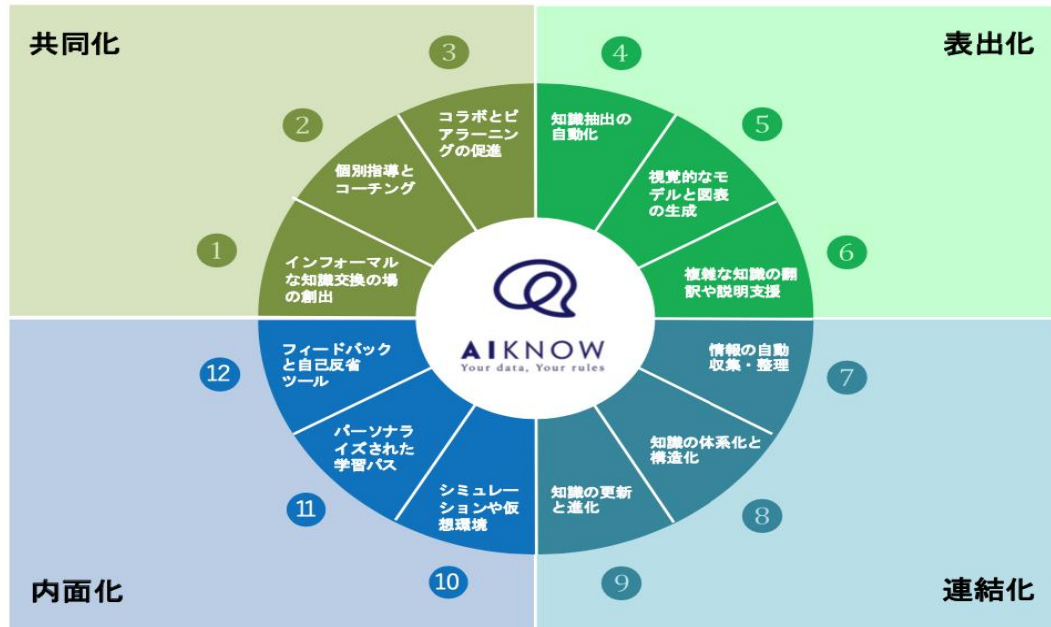 共同化
表出化
3
4
2
5
1
6
コラボとピ
アラーニン
グの促進
知識抽出の
自動化
個別指導と
コーチング
視覚的なモ
デルと図表
の生成
インフォーマル
な知識交換の場
の創出
複雑な知識の翻
訳や説明支援
AIKNOW
Your data, Your rules
フィードバック
と自己反省
ツール
情報の自動
収集・整理
12
7
パーソナラ
イズされた
学習パス
知識の体系化と
構造化
シミュレー
ションや仮
想環境
知識の更新
と進化
11
8
10
9
内面化
連結化